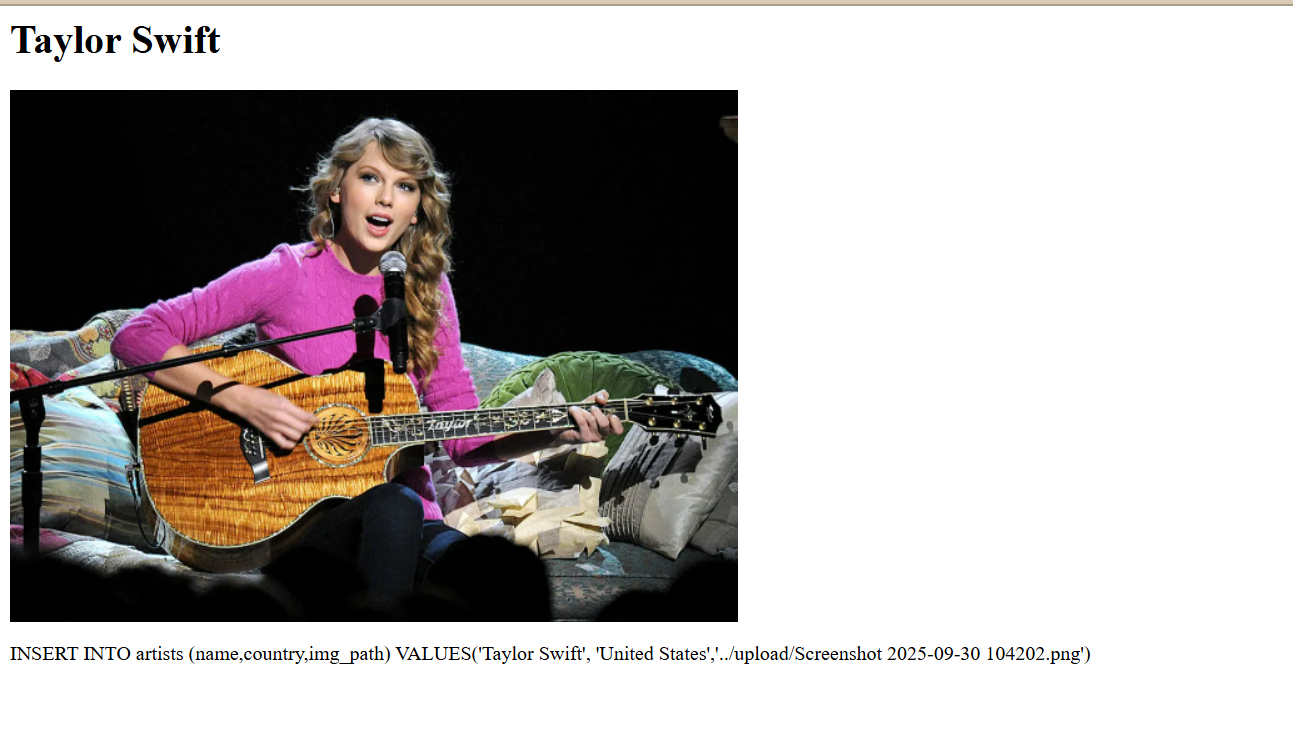 Taylor Swift
Taylor
INSERT INTO artists (name,country,img_path) VALUES('Taylor Swift', 'United States','../upload/Screenshot 2025-09-30 104202.png')